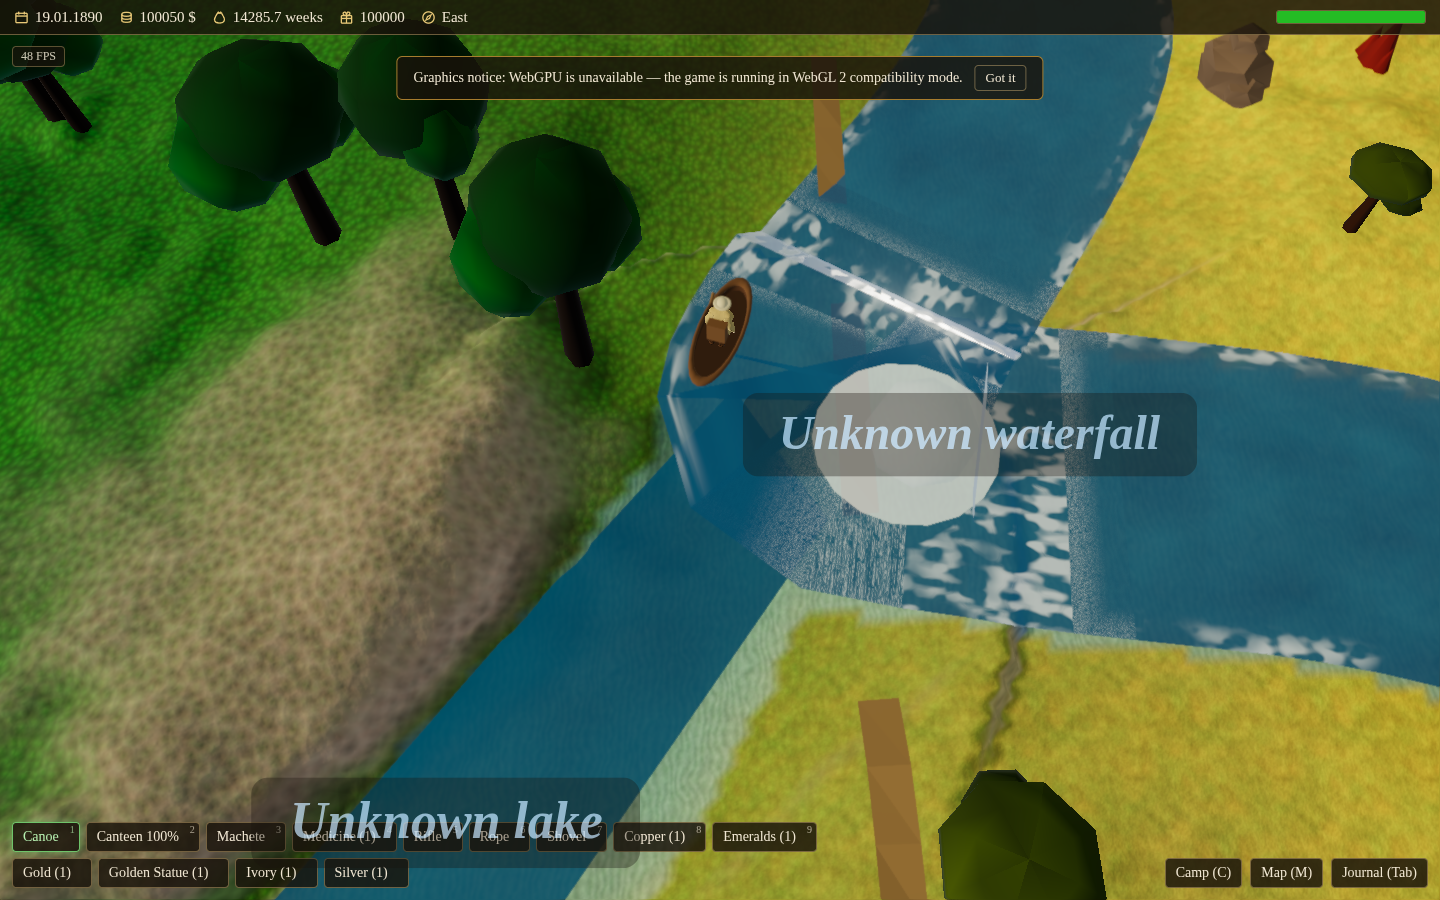 19.01.1890 100050 $ 14285.7 weeks 100000 East
48 FPS
Graphics notice: WebGPU is unavailable — the game is running in WebGL 2 compatibility mode. Got it
Unknown waterfall
Unknown lake
Canoe 1 Canteen 100% 2 Machete 3 Medicine (1) Rifle Rope Shovel 7 Copper (1) 8 Emeralds (1) 9
Gold (1) Golden Statue (1) Ivory (1) Silver (1)
Camp (C) Map (M) Journal (Tab)